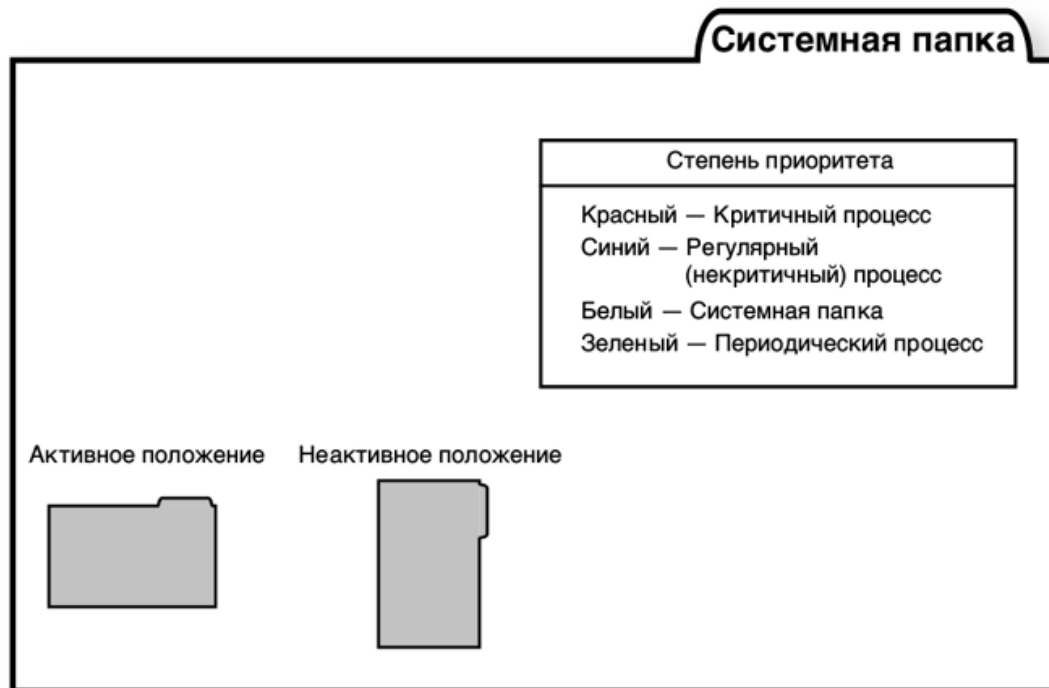 Системная папка
Степень приоритета
Красный — Критичный процесс
Синий — Регулярный
(некритичный) процесс
Белый — Системная папка
Зеленый — Периодический процесс
Активное положение
Неактивное положение